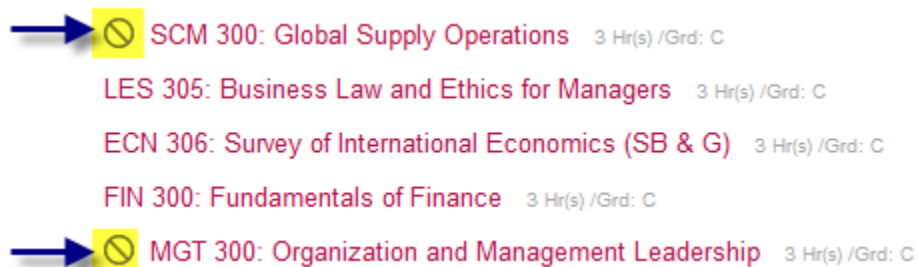 SCM 300: Global Supply Operations 3 Hr(s) /Grd: C
LES 305: Business Law and Ethics for Managers 3 Hr(s) /Grd: C
ECN 306: Survey of International Economics (SB & G) 3 Hr(s) /Grd: C
FIN 300: Fundamentals of Finance 3 Hr(s) /Grd: C
MGT 300: Organization and Management Leadership 3 Hr(s) /Grd: C